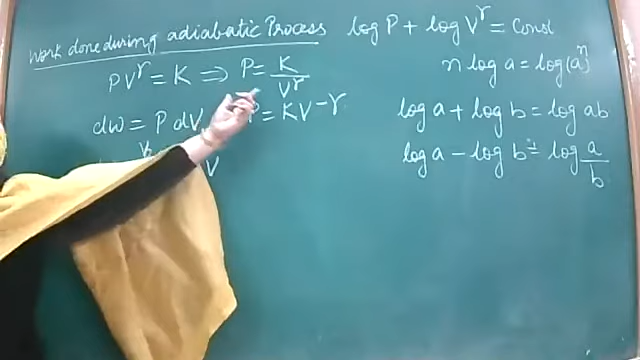 Work done during adiabatic Process
PV^γ = K ⇒ P = K/V^γ
dw = P dV P = KV^-γ
V
log P + log V^γ = Const
n log a = log(a)^n
log a + log b = log ab
log a - log b = log a/b